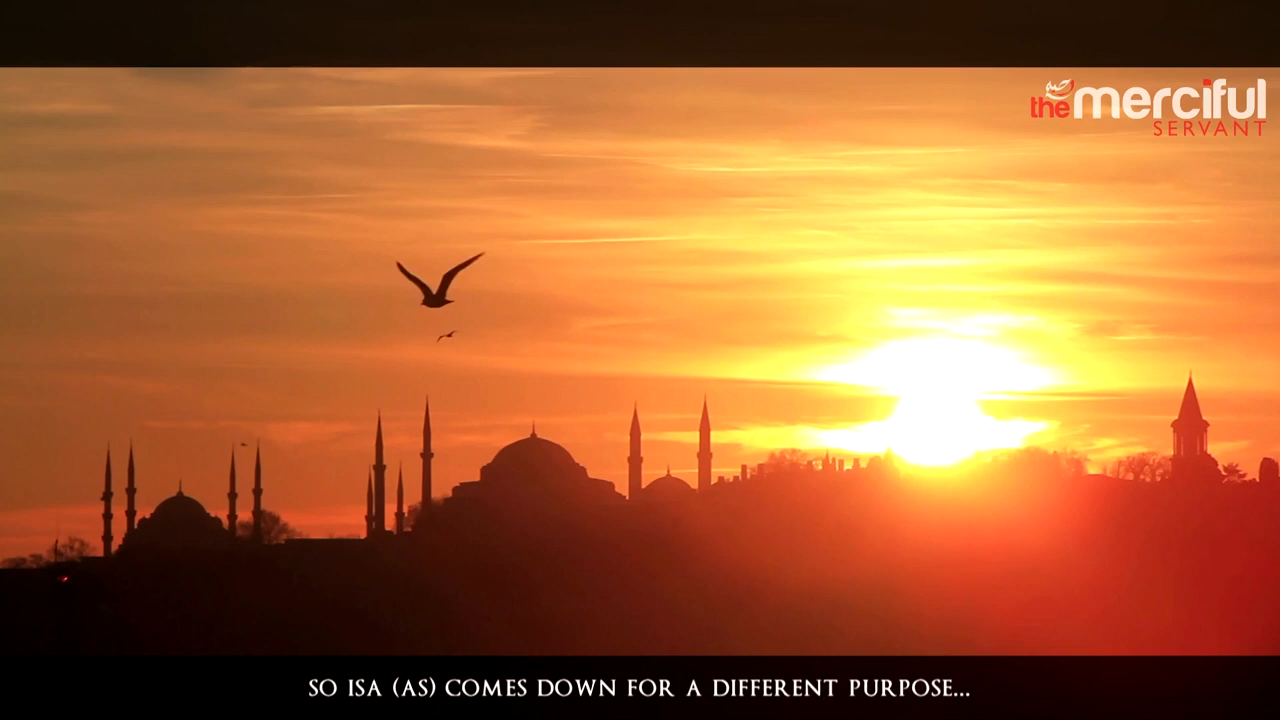 the merciful
SERVANT
SO ISA (AS) COMES DOWN FOR A DIFFERENT PURPOSE...